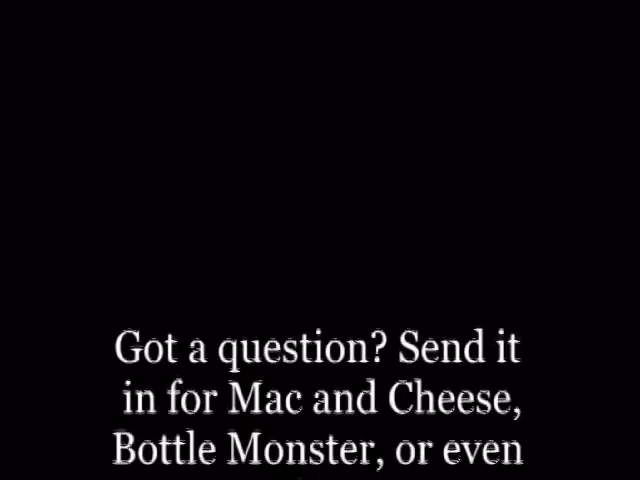 Got a question? Send it
in for Mac and Cheese,
Bottle Monster, or even